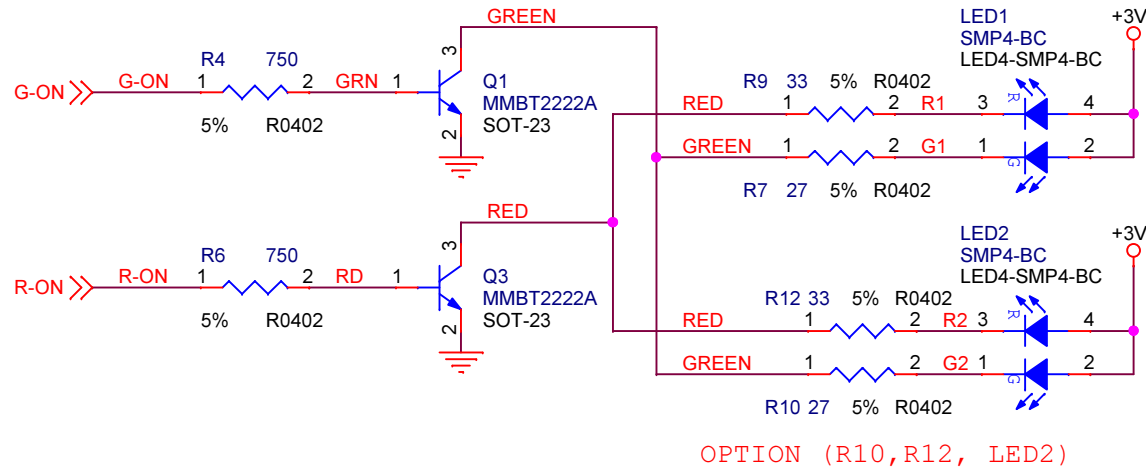 GREEN
LED1
SMP4-BC
LED4-SMP4-BC
+3V
R4 750
G-ON
G-ON
1
2
GRN
1
3
2
5% R0402
Q1
MMBT2222A
SOT-23
R9 33 5% R0402
RED
1
2
R1
3
R
4
GREEN
1
2
G1
1
G
2
R7 27 5% R0402
RED
R6 750
R-ON
R-ON
1
2
RD
1
3
2
5% R0402
Q3
MMBT2222A
SOT-23
LED2
SMP4-BC
LED4-SMP4-BC
+3V
R12 33 5% R0402
RED
1
2
R2
3
R
4
GREEN
1
2
G2
1
G
2
R10 27 5% R0402
OPTION (R10,R12, LED2)